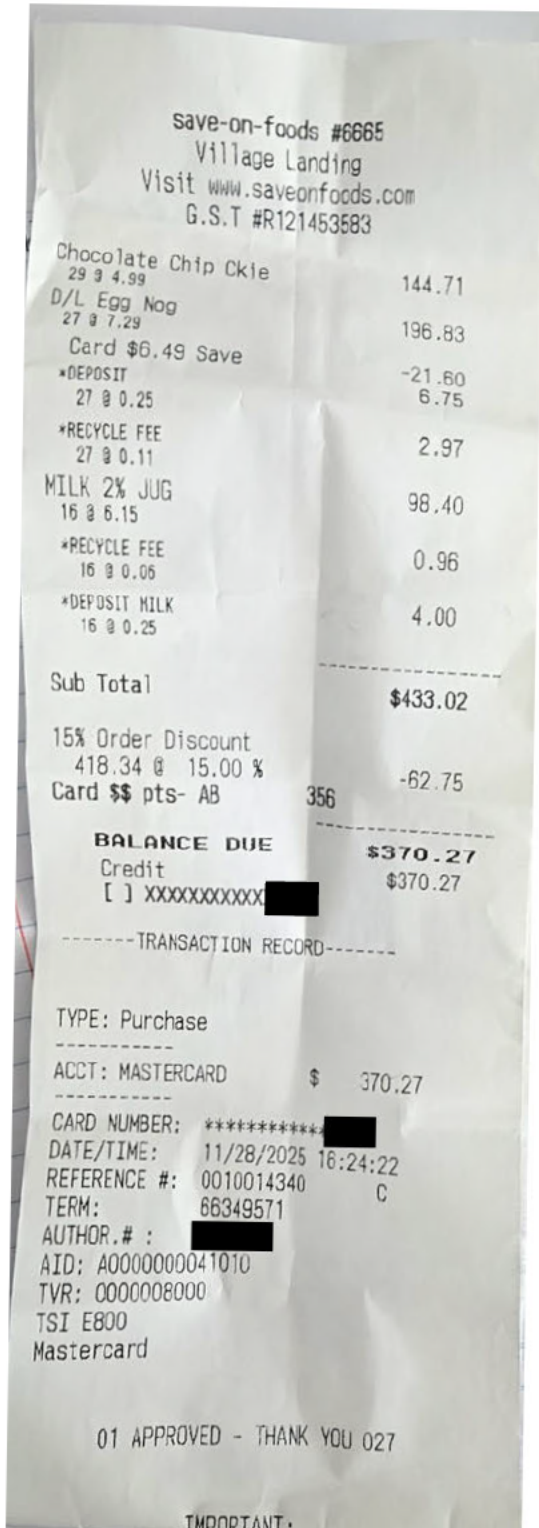 save-on-foods #6665
Village Landing
Visit www.saveonfoods.com
G.S.T #R121453583
Chocolate Chip Ckie 144.71
29 @ 4.99
D/L Egg Nog 196.83
27 @ 7.29
Card $6.49 Save -21.60
*DEPOSIT 6.75
27 @ 0.25
*RECYCLE FEE 2.97
27 @ 0.11
MILK 2% JUG 98.40
16 @ 6.15
*RECYCLE FEE 0.96
16 @ 0.06
*DEPOSIT MILK 4.00
16 @ 0.25
Sub Total $433.02
15% Order Discount
418.34 @ 15.00 % -62.75
Card $$ pts- AB 356
BALANCE DUE $370.27
Credit $370.27
[ ] XXXXXXXXXXXX
-------TRANSACTION RECORD-------
TYPE: Purchase
-----------
ACCT: MASTERCARD $ 370.27
-----------
CARD NUMBER: ************
DATE/TIME: 11/28/2025 16:24:22
REFERENCE #: 0010014340 C
TERM: 66349571
AUTHOR.# :
AID: A0000000041010
TVR: 0000008000
TSI E800
Mastercard
01 APPROVED - THANK YOU 027
IMPORTANT: